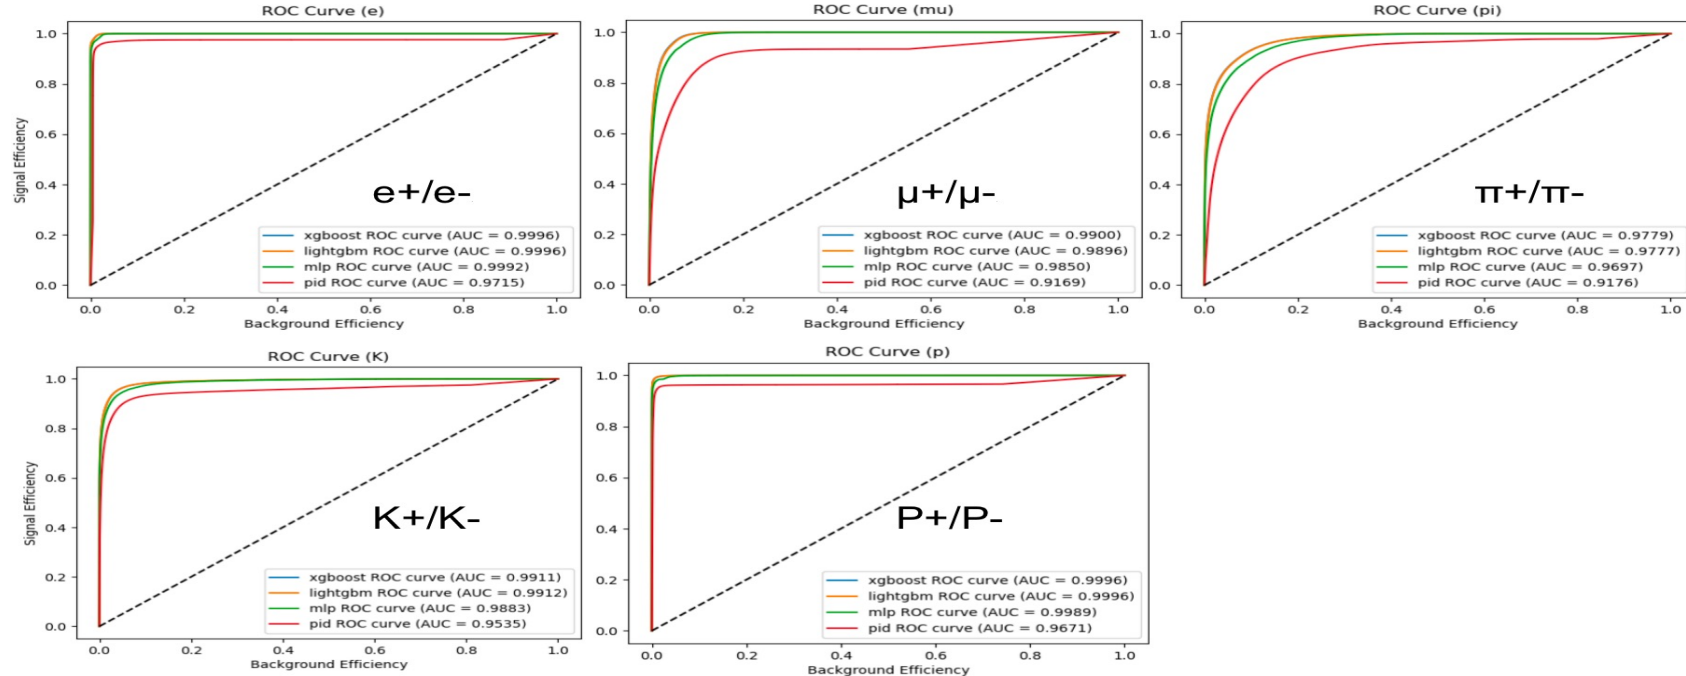 ROC Curve (e)
Signal Efficiency
1.0
0.8
0.6
0.4
0.2
0.0
e+/e-
xgboost ROC curve (AUC = 0.9996)
lightgbm ROC curve (AUC = 0.9996)
mlp ROC curve (AUC = 0.9992)
pid ROC curve (AUC = 0.9715)
0.0 0.2 0.4 0.6 0.8 1.0
Background Efficiency
ROC Curve (mu)
1.0
0.8
0.6
0.4
0.2
0.0
μ+/μ-
xgboost ROC curve (AUC = 0.9900)
lightgbm ROC curve (AUC = 0.9896)
mlp ROC curve (AUC = 0.9850)
pid ROC curve (AUC = 0.9169)
0.0 0.2 0.4 0.6 0.8 1.0
Background Efficiency
ROC Curve (pi)
1.0
0.8
0.6
0.4
0.2
0.0
π+/π-
xgboost ROC curve (AUC = 0.9779)
lightgbm ROC curve (AUC = 0.9777)
mlp ROC curve (AUC = 0.9697)
pid ROC curve (AUC = 0.9176)
0.0 0.2 0.4 0.6 0.8 1.0
Background Efficiency
ROC Curve (K)
Signal Efficiency
1.0
0.8
0.6
0.4
0.2
0.0
K+/K-
xgboost ROC curve (AUC = 0.9911)
lightgbm ROC curve (AUC = 0.9912)
mlp ROC curve (AUC = 0.9883)
pid ROC curve (AUC = 0.9535)
0.0 0.2 0.4 0.6 0.8 1.0
Background Efficiency
ROC Curve (p)
1.0
0.8
0.6
0.4
0.2
0.0
P+/P-
xgboost ROC curve (AUC = 0.9996)
lightgbm ROC curve (AUC = 0.9996)
mlp ROC curve (AUC = 0.9989)
pid ROC curve (AUC = 0.9671)
0.0 0.2 0.4 0.6 0.8 1.0
Background Efficiency